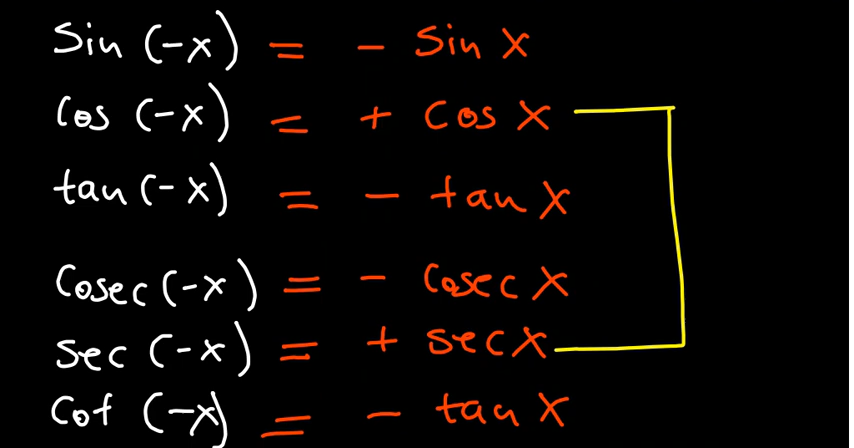 Sin (-x) = - Sin X
Cos (-x) = + Cos X
tan (-x) = - tan X
Cosec (-x) = - Cosec X
sec (-x) = + sec X
Cot (-x) = - tan X